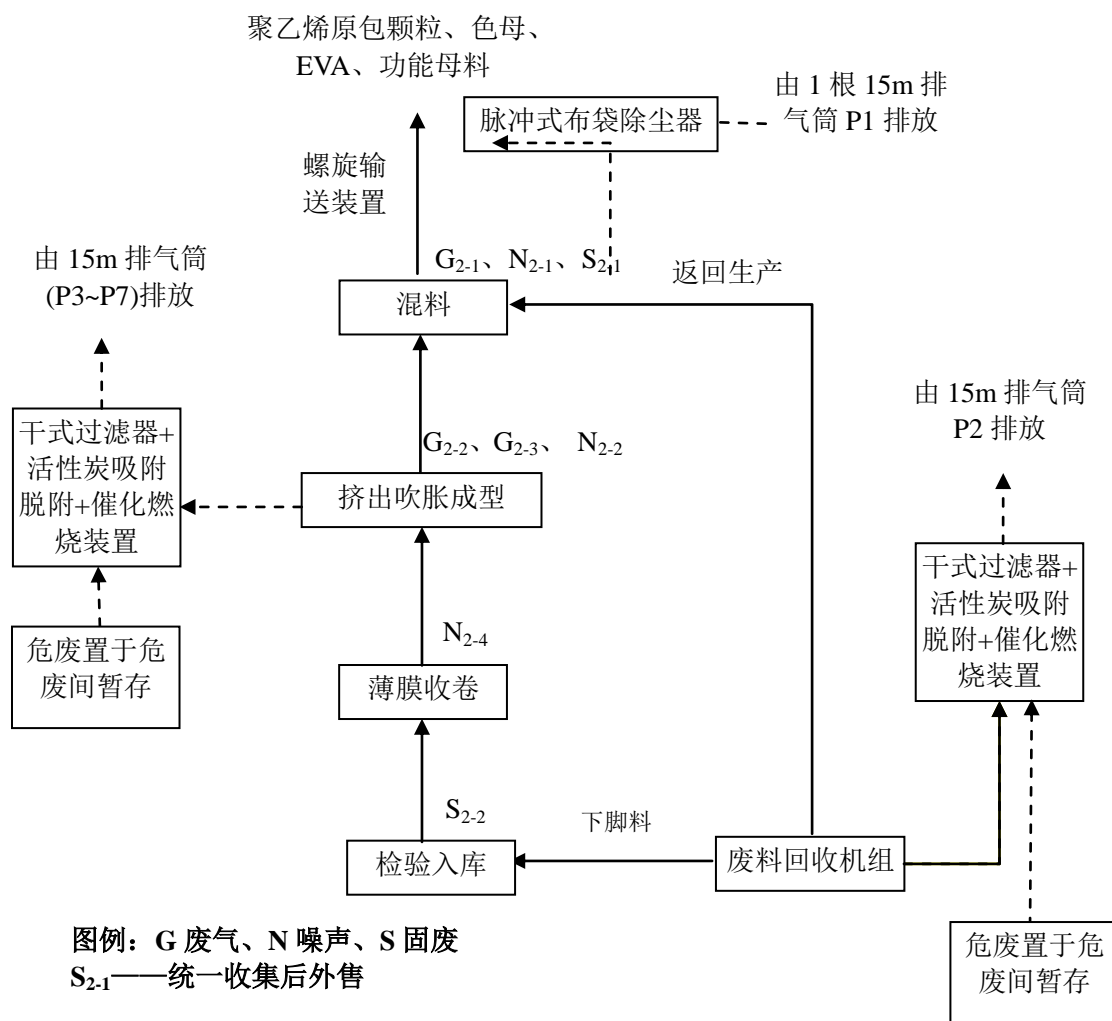 聚乙烯原包颗粒、色母、
EVA、功能母料
脉冲式布袋除尘器
由 1 根 15m 排
气筒 P1 排放
螺旋输
送装置
由 15m 排气筒
(P3~P7)排放
G2-1、N2-1、S2-1
返回生产
混料
由 15m 排气筒
P2 排放
干式过滤器+
活性炭吸附
脱附+催化燃
烧装置
G2-2、G2-3、 N2-2
挤出吹胀成型
干式过滤器+
活性炭吸附
脱附+催化燃
烧装置
危废置于危
废间暂存
N2-4
薄膜收卷
S2-2
下脚料
检验入库
废料回收机组
危废置于危
废间暂存
图例：G 废气、N 噪声、S 固废
S2-1——统一收集后外售